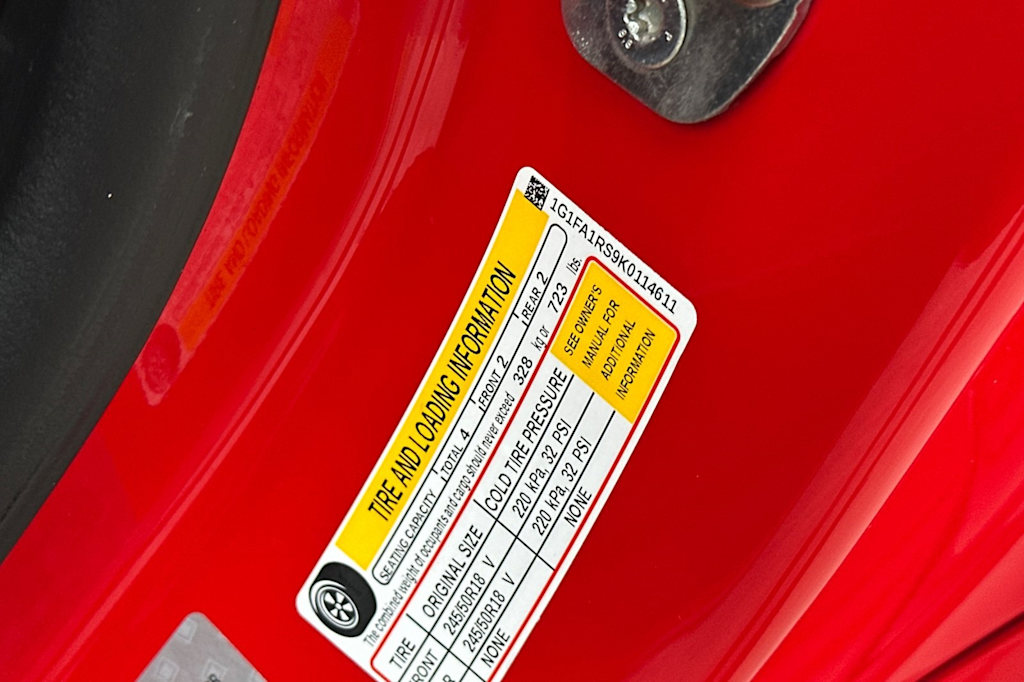 1G1FA1RS9K0114611
TIRE AND LOADING INFORMATION
SEATING CAPACITY TOTAL 4 FRONT 2 REAR 2
The combined weight of occupants and cargo should never exceed 328 kg or 723 lbs.
TIRE ORIGINAL SIZE COLD TIRE PRESSURE
FRONT 245/50R18 V 220 kPa, 32 PSI
245/50R18 V 220 kPa, 32 PSI
NONE NONE
SEE OWNER'S
MANUAL FOR
ADDITIONAL
INFORMATION